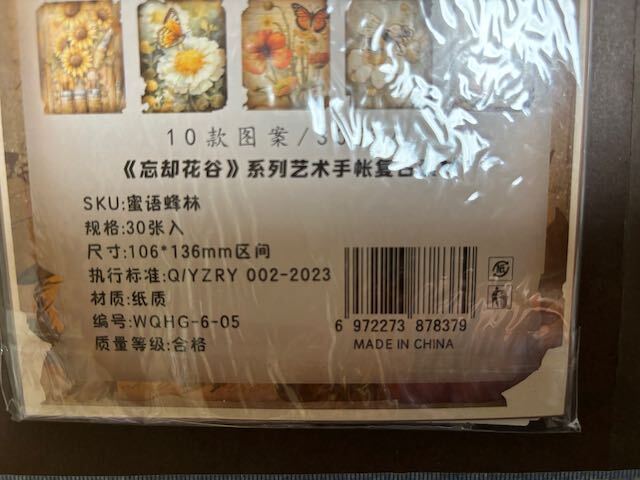 10款图案/30
《忘却花谷》系列艺术手帐复古
SKU:蜜语蜂林
规格:30张入
尺寸:106*136mm区间
执行标准:Q/YZRY 002-2023
材质:纸质
编号:WQHG-6-05
质量等级:合格
6 972273 878379
MADE IN CHINA